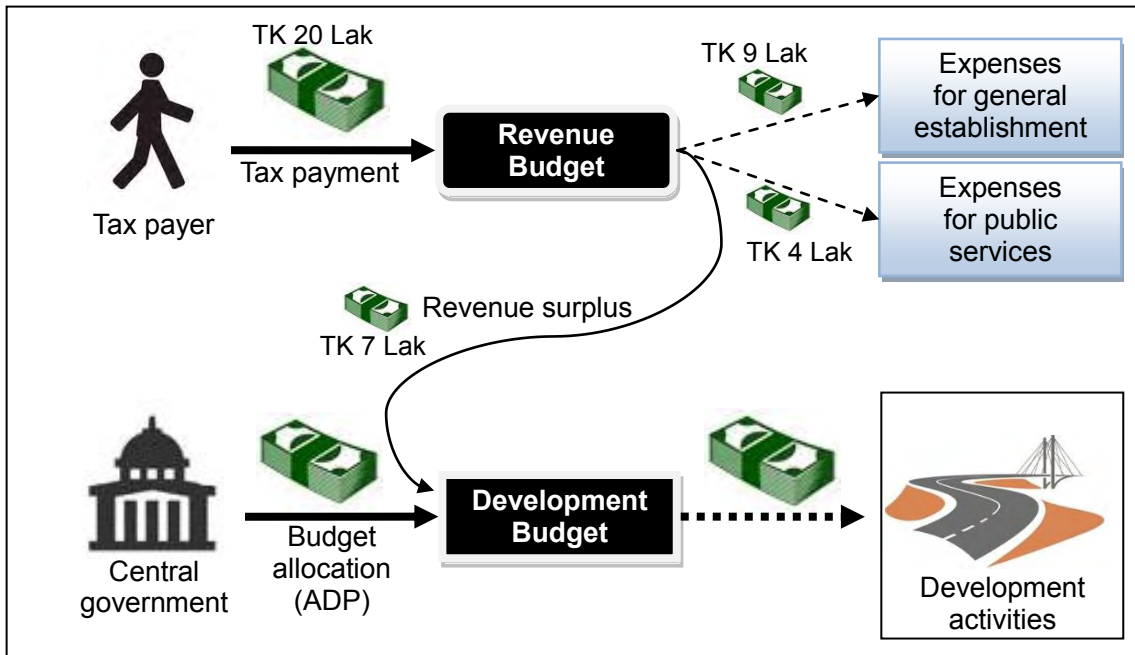 TK 20 Lak
Tax payer
Tax payment
Revenue
Budget
TK 9 Lak
Expenses
for general
establishment
TK 4 Lak
Expenses
for public
services
Revenue surplus
TK 7 Lak
Central
government
Budget
allocation
(ADP)
Development
Budget
Development
activities